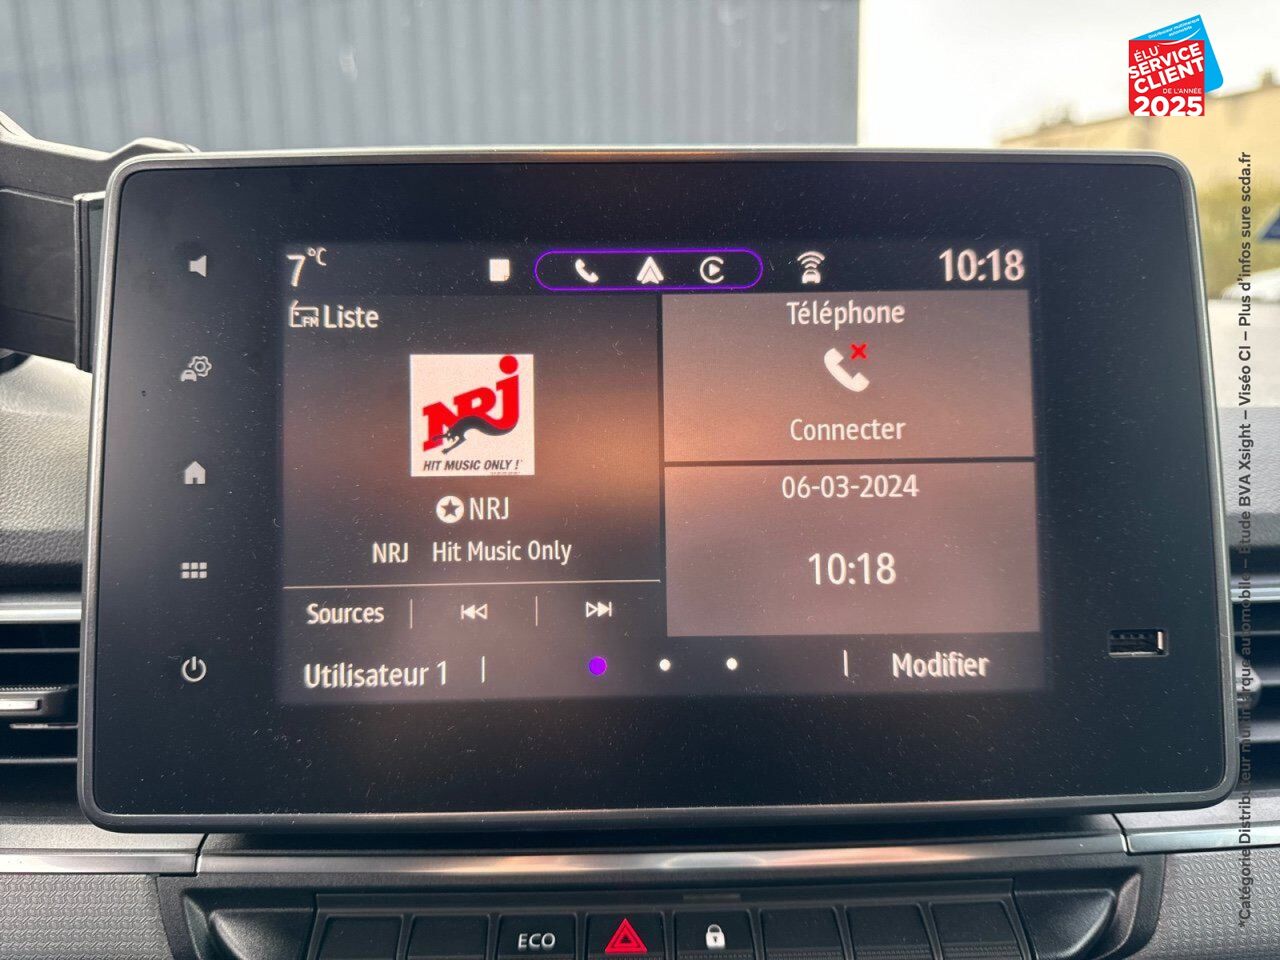 ÉLU
SERVICE
CLIENT
DE L'ANNÉE
2025
7°C
10:18
FM Liste
Téléphone
NRJ
HIT MUSIC ONLY !
Connecter
NRJ
NRJ Hit Music Only
06-03-2024
10:18
Sources
Utilisateur 1
Modifier
ECO
*Catégorie Distributeur multimarque automobile – Etude BVA Xsight – Viséo CI – Plus d'infos sure scda.fr